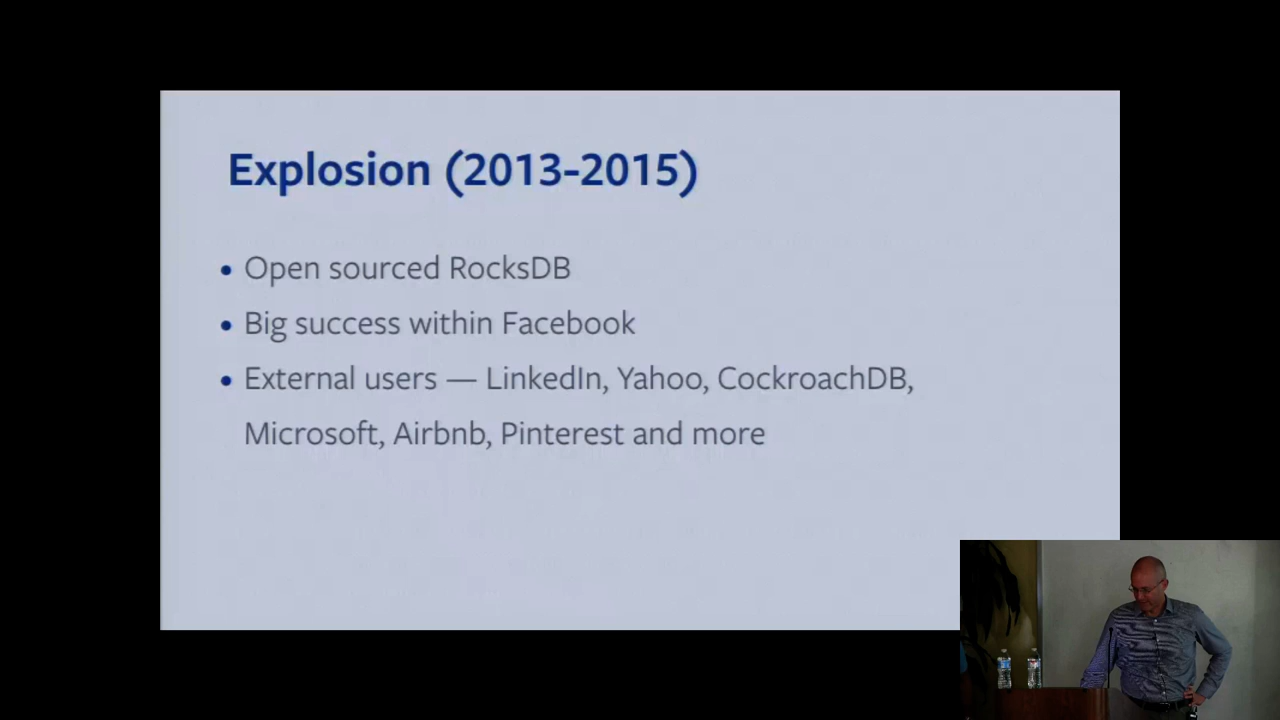 Explosion (2013-2015)
• Open sourced RocksDB
• Big success within Facebook
• External users — LinkedIn, Yahoo, CockroachDB,
Microsoft, Airbnb, Pinterest and more